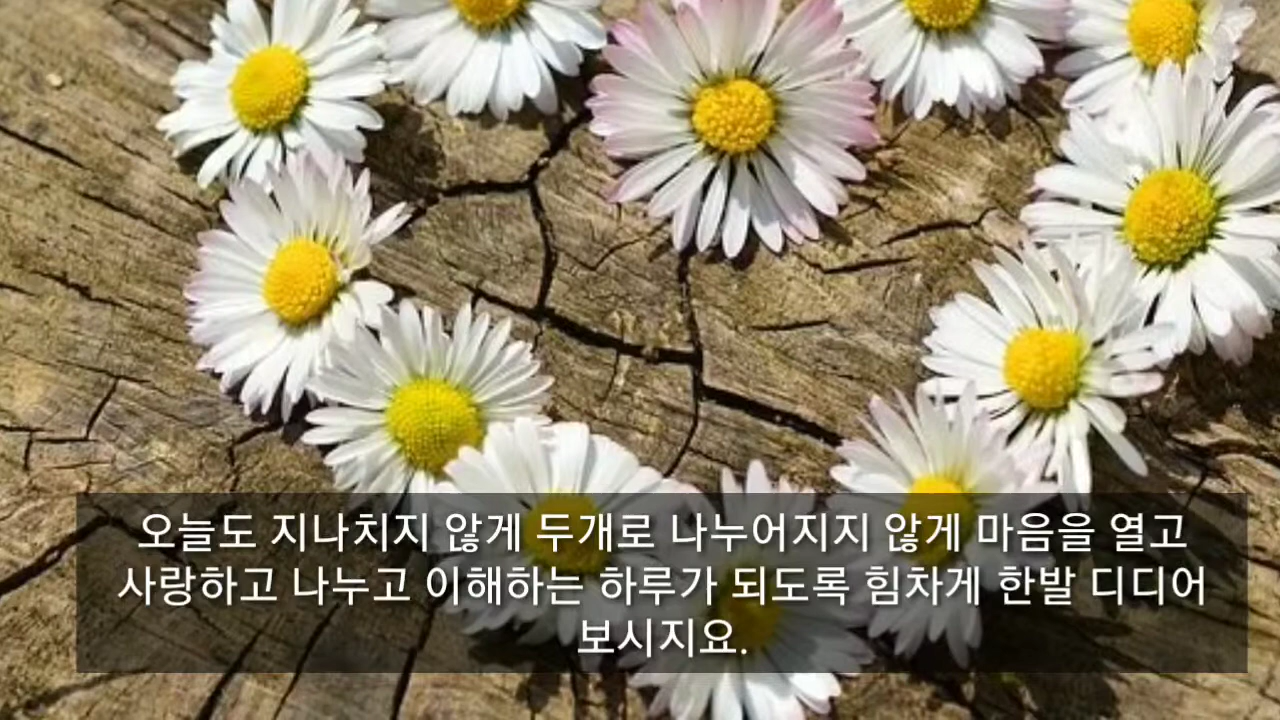 오늘도 지나치지 않게 두개로 나누어지지 않게 마음을 열고
사랑하고 나누고 이해하는 하루가 되도록 힘차게 한발 디디어
보시지요.